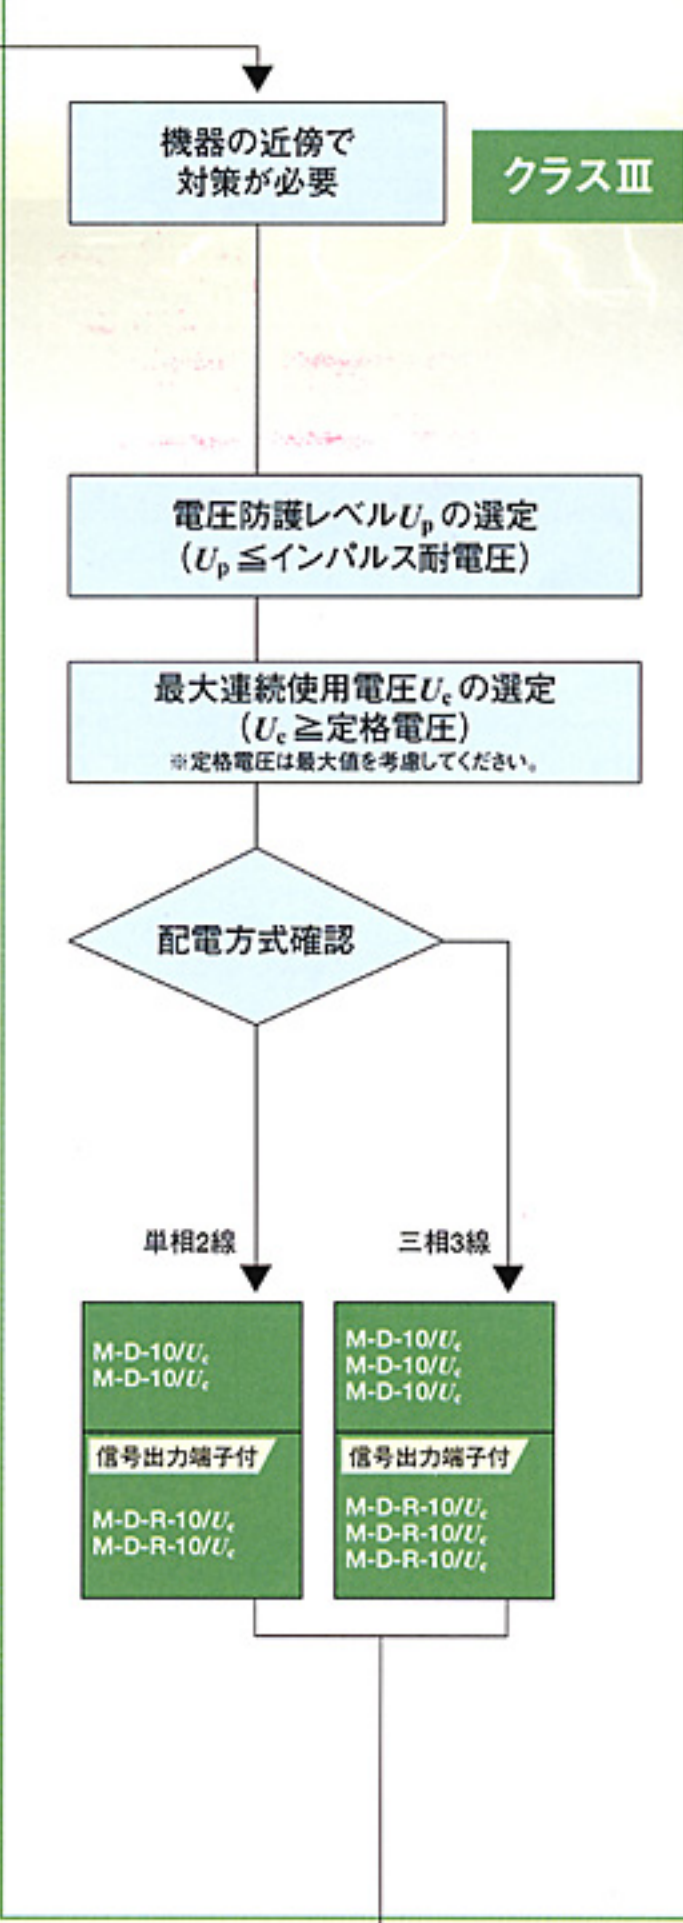 機器の近傍で
対策が必要
クラスⅢ
電圧防護レベルUpの選定
(Up≦インパルス耐電圧)
最大連続使用電圧Ucの選定
(Uc≧定格電圧)
※定格電圧は最大値を考慮してください。
配電方式確認
単相2線
三相3線
M-D-10/Uc
M-D-10/Uc
信号出力端子付
M-D-R-10/Uc
M-D-R-10/Uc
M-D-10/Uc
M-D-10/Uc
M-D-10/Uc
信号出力端子付
M-D-R-10/Uc
M-D-R-10/Uc
M-D-R-10/Uc